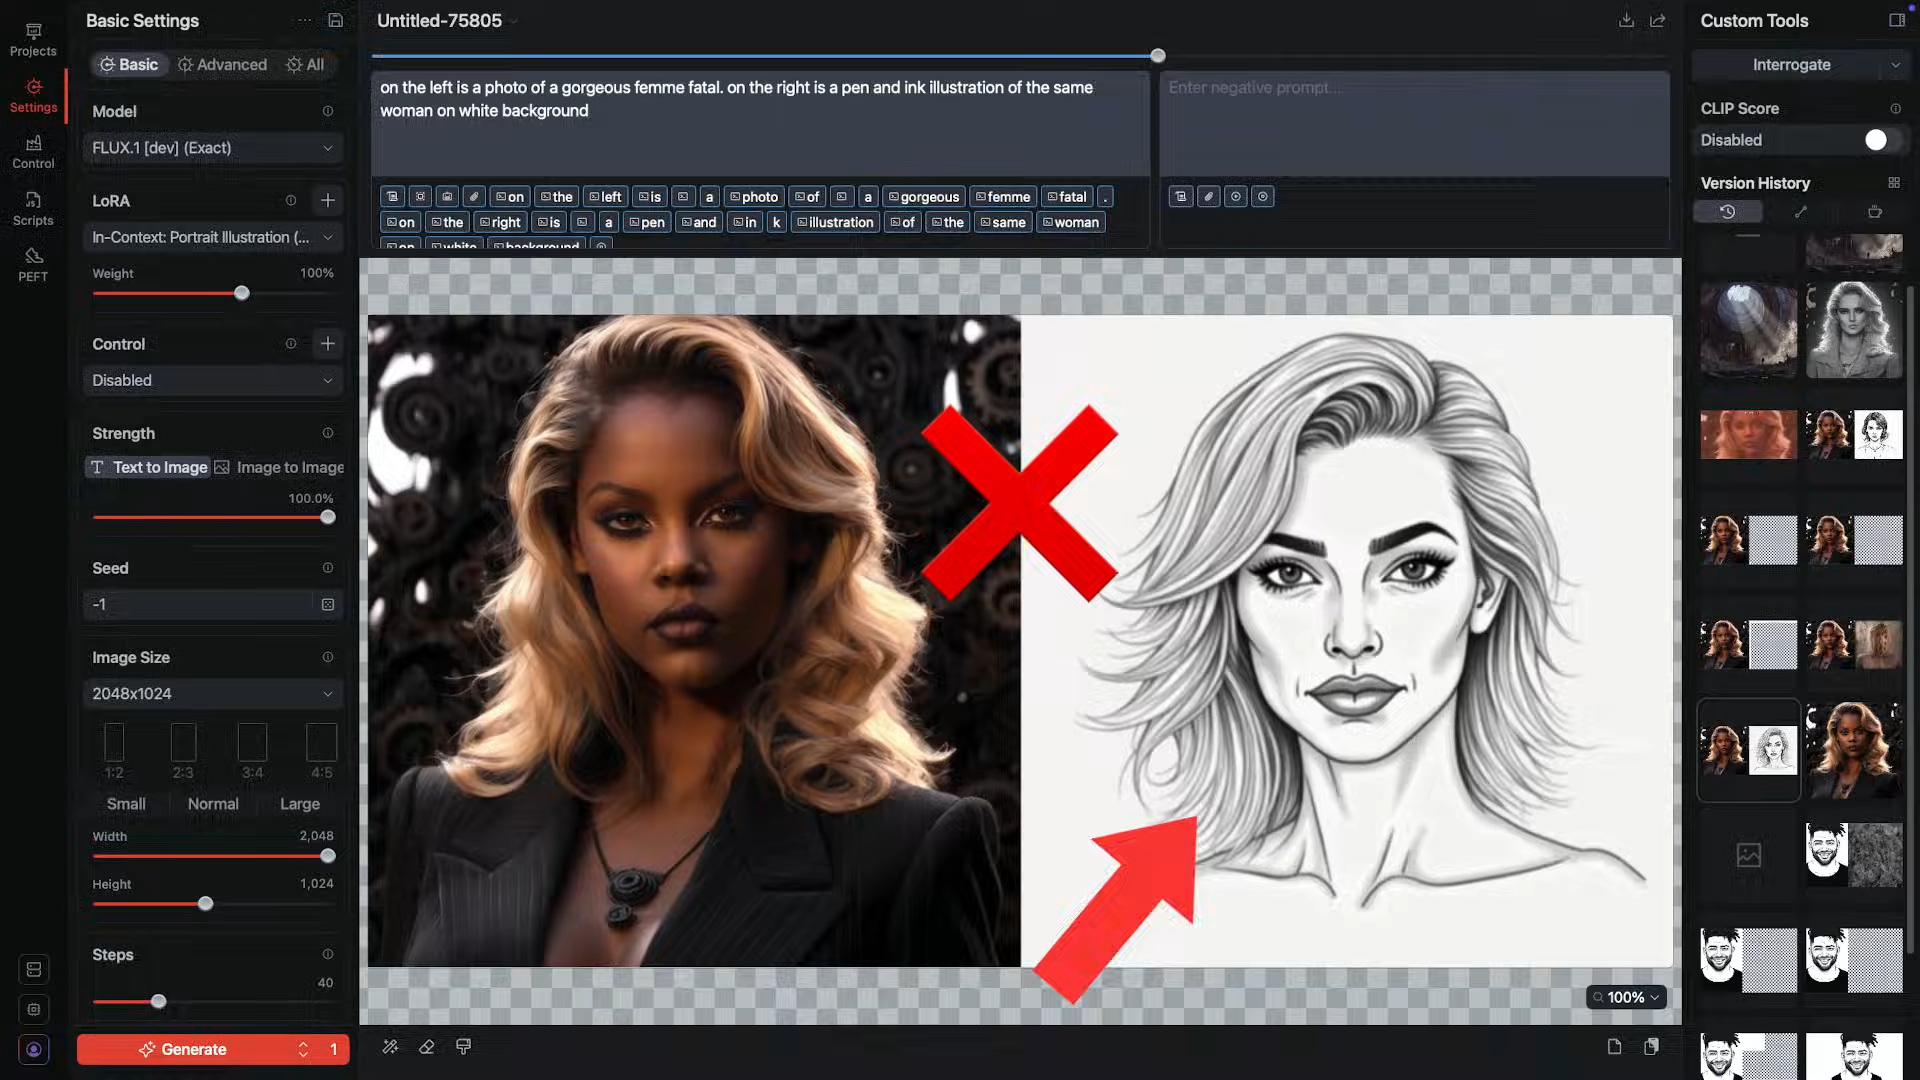 Projects
Settings
Control
Scripts
PEFT
Basic Settings
Basic
Advanced
All
Model
FLUX.1 [dev] (Exact)
LoRA
In-Context: Portrait Illustration (...
Weight
100%
Control
Disabled
Strength
Text to Image
Image to Image
100.0%
Seed
-1
Image Size
2048x1024
1:2
2:3
3:4
4:5
Small
Normal
Large
Width
2,048
Height
1,024
Steps
40
Generate
1
Untitled-75805
on the left is a photo of a gorgeous femme fatal. on the right is a pen and ink illustration of the same
woman on white background
on the left is a photo of a gorgeous femme fatal .
on the right is a pen and in k illustration of the same woman
on white background
Enter negative prompt...
100%
Custom Tools
Interrogate
CLIP Score
Disabled
Version History